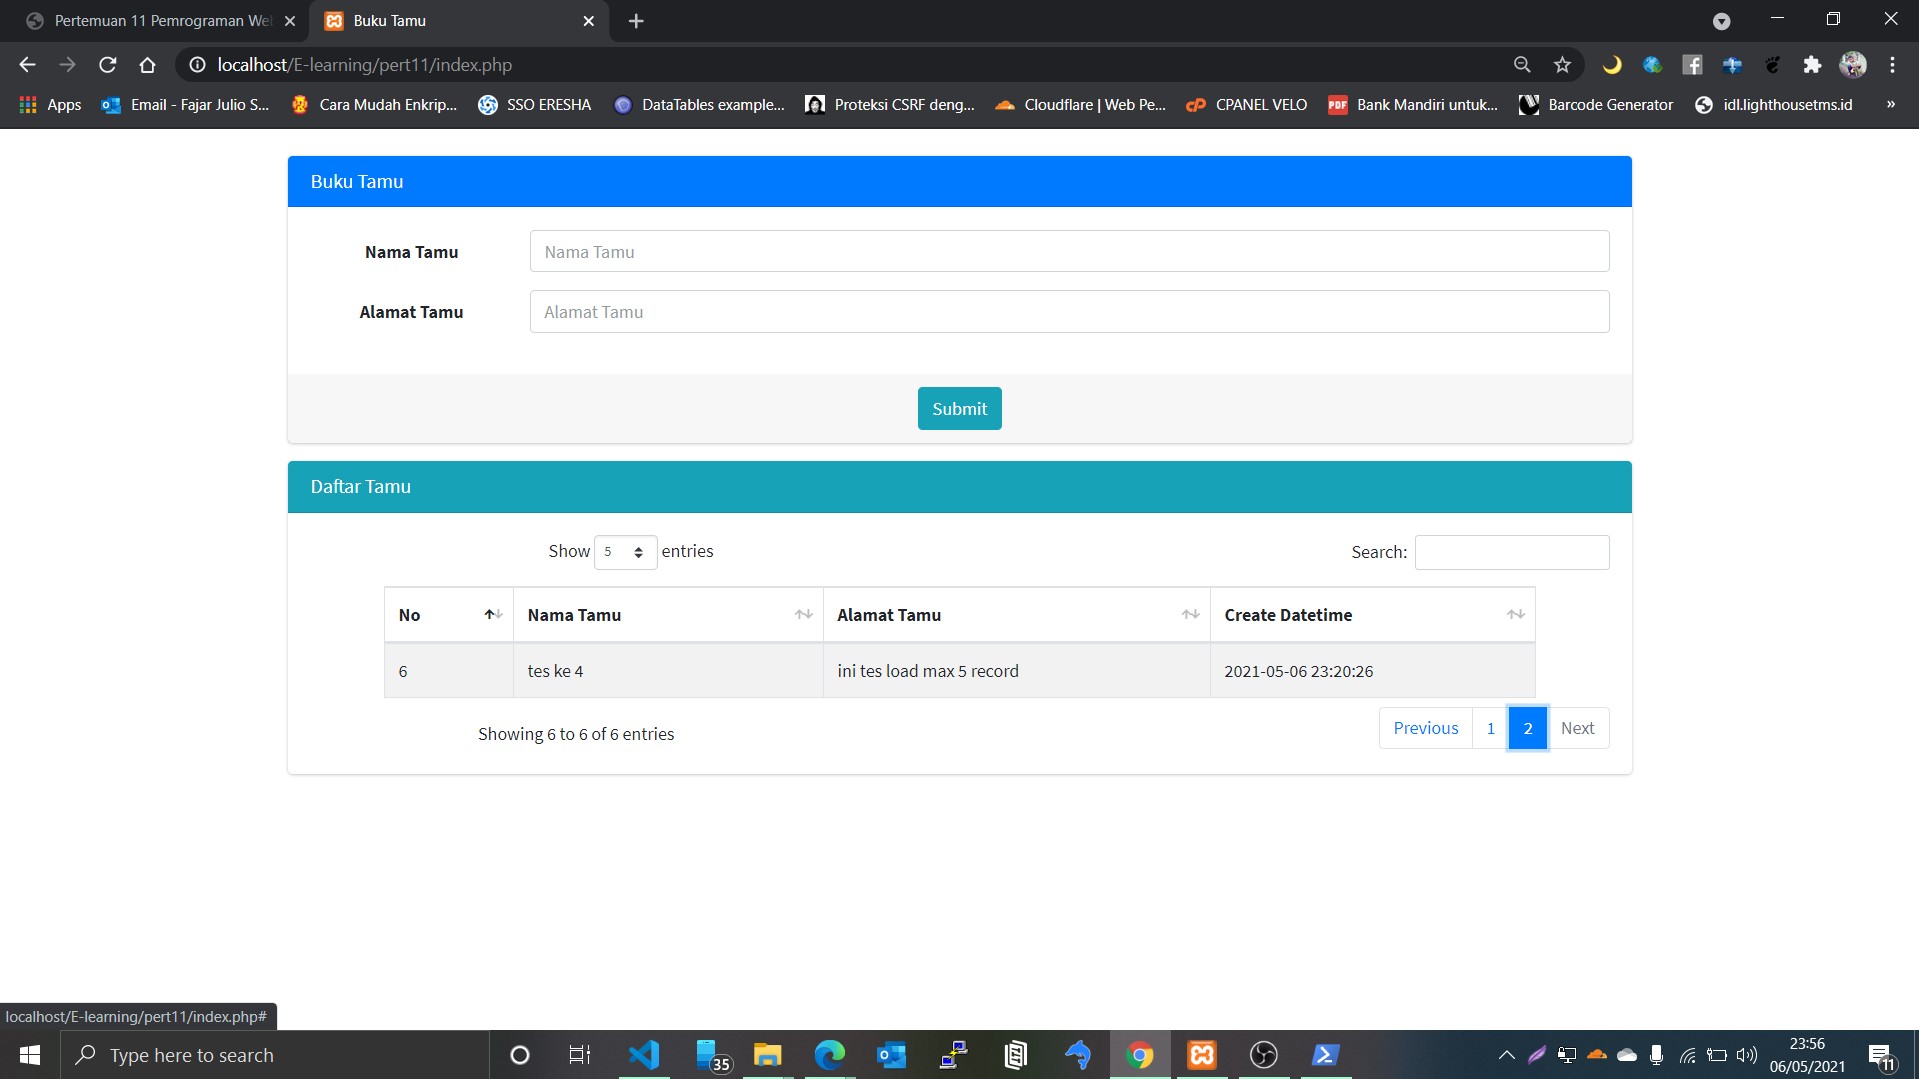 Pertemuan 11 Pemrograman We
Buku Tamu
localhost/E-learning/pert11/index.php
Apps
Email - Fajar Julio S...
Cara Mudah Enkrip...
SSO ERESHA
DataTables example...
Proteksi CSRF deng...
Cloudflare | Web Pe...
CPANEL VELO
PDF
Bank Mandiri untuk...
Barcode Generator
idl.lighthousetms.id
»
Buku Tamu
Nama Tamu
Nama Tamu
Alamat Tamu
Alamat Tamu
Submit
Daftar Tamu
Show 5 entries
Search:
No Nama Tamu Alamat Tamu Create Datetime
6 tes ke 4 ini tes load max 5 record 2021-05-06 23:20:26
Showing 6 to 6 of 6 entries
Previous 1 2 Next
localhost/E-learning/pert11/index.php#
Type here to search
35
23:56
06/05/2021
11